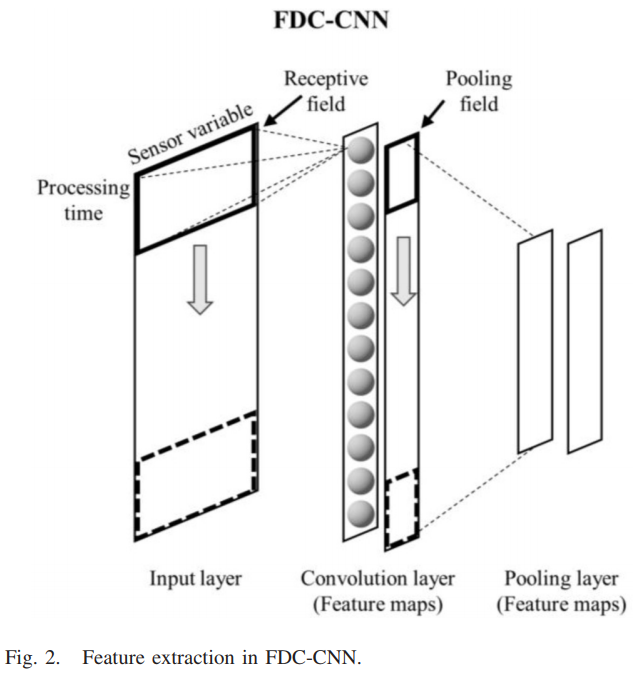 FDC-CNN
Receptive
field
Pooling
field
Sensor variable
Processing
time
Input layer
Convolution layer
(Feature maps)
Pooling layer
(Feature maps)
Fig. 2. Feature extraction in FDC-CNN.